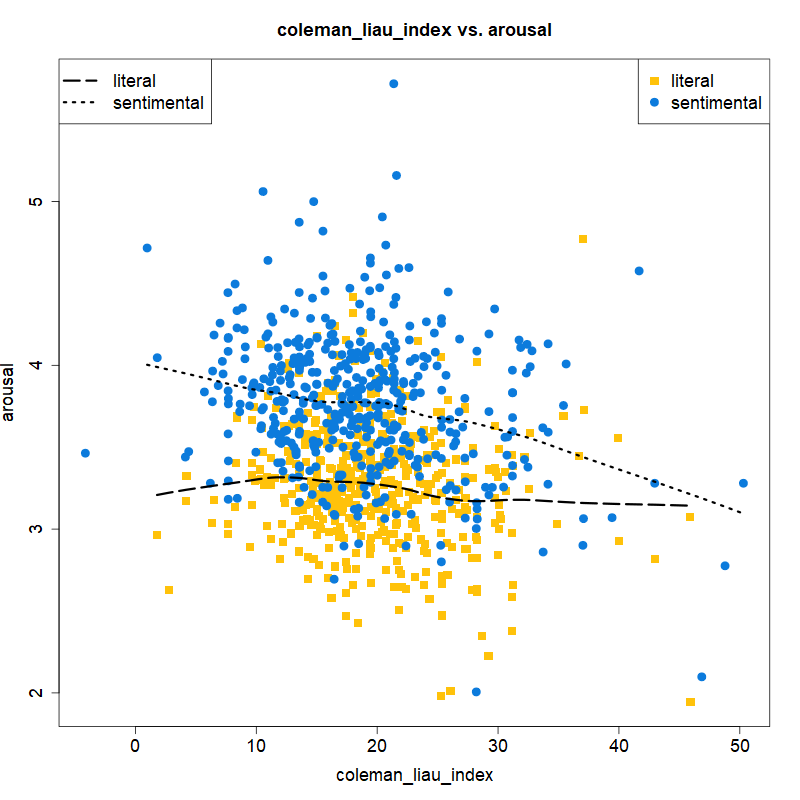 coleman_liau_index vs. arousal
literal
sentimental
literal
sentimental
arousal
5
4
3
2
0 10 20 30 40 50
coleman_liau_index